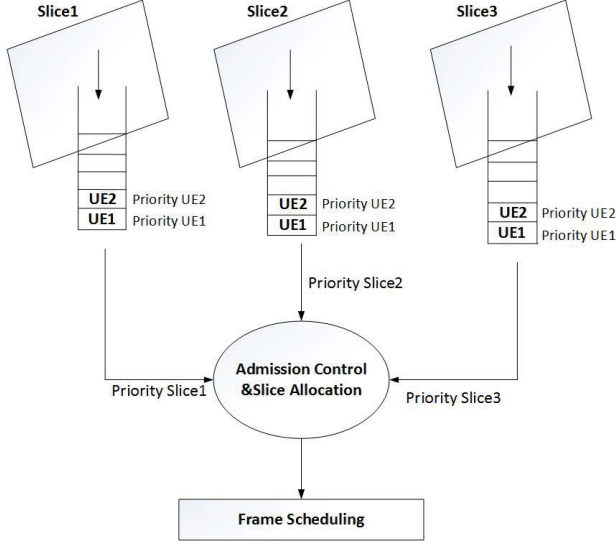 Slice1
Slice2
Slice3
UE2 Priority UE2
UE1 Priority UE1
UE2 Priority UE2
UE1 Priority UE1
UE2 Priority UE2
UE1 Priority UE1
Priority Slice2
Admission Control
&Slice Allocation
Priority Slice1
Priority Slice3
Frame Scheduling